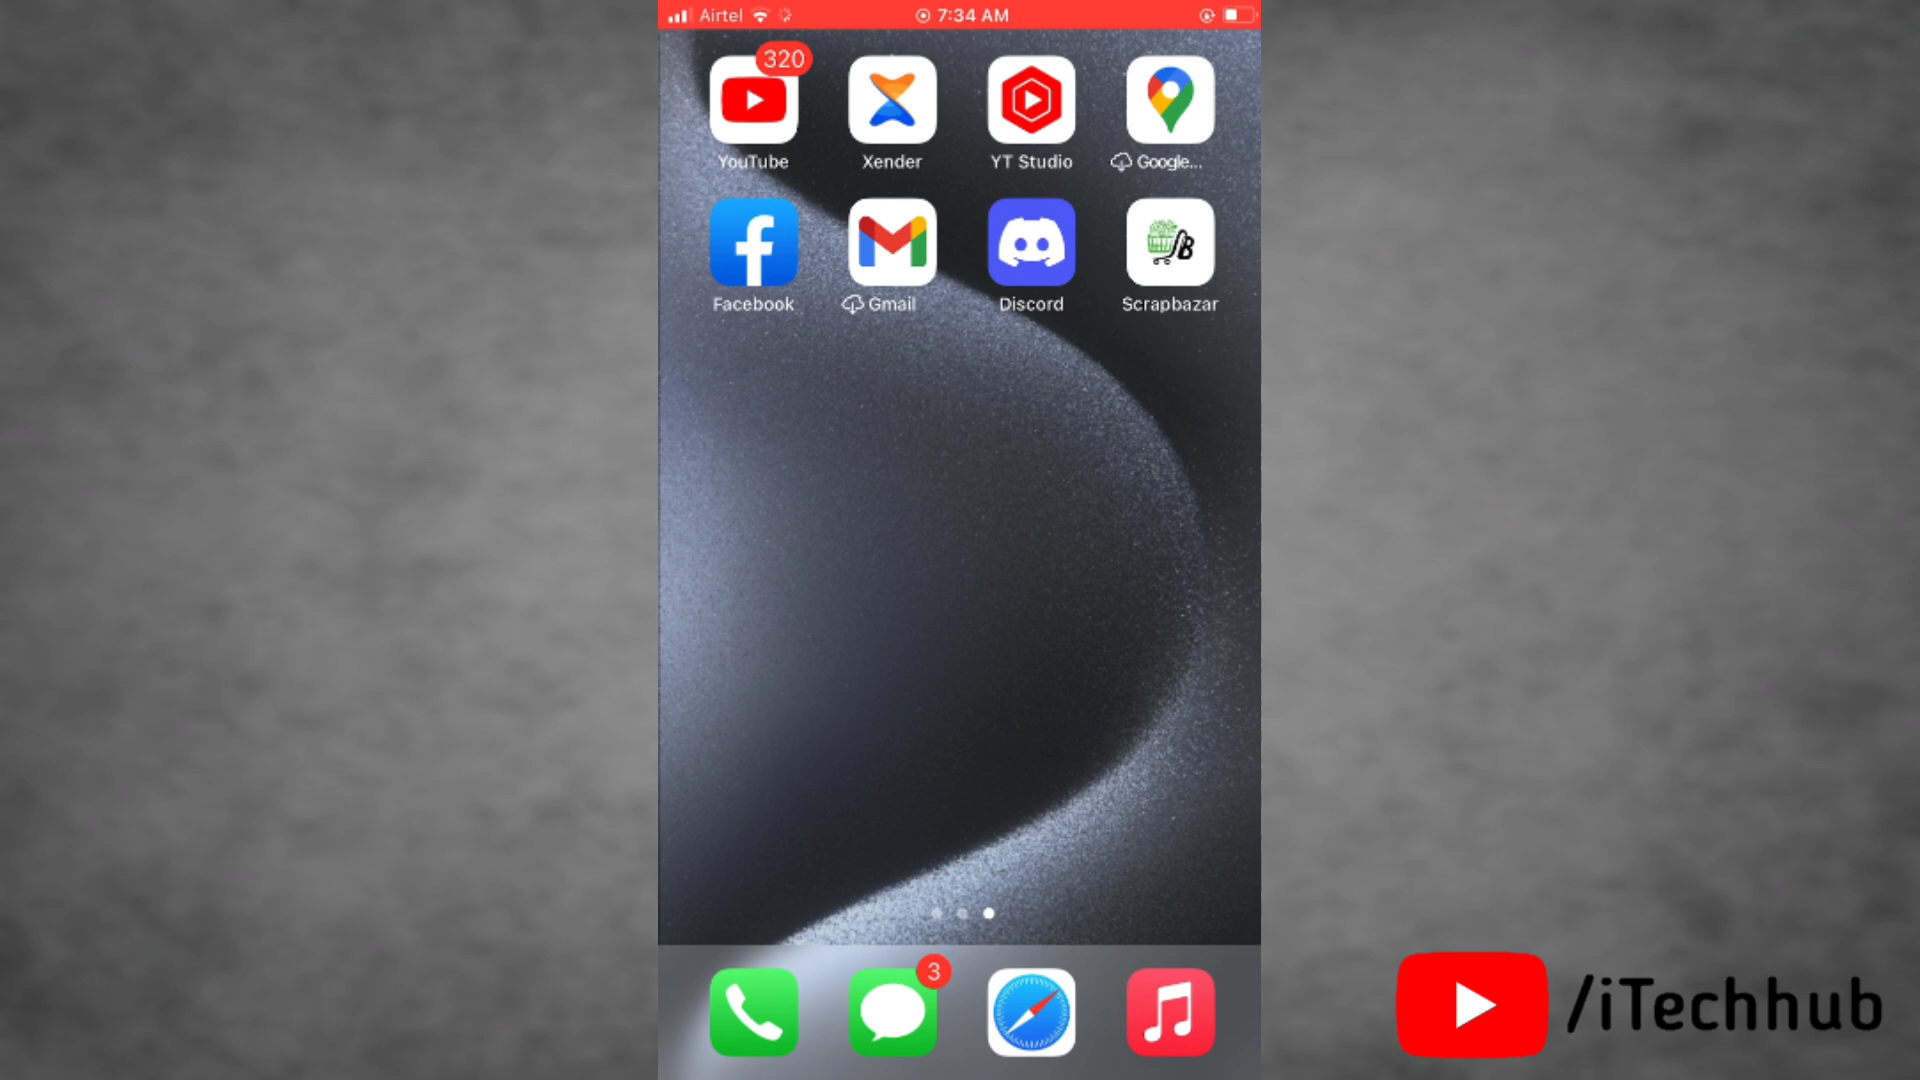 Airtel
7:34 AM
320
YouTube
Xender
YT Studio
Google...
Facebook
Gmail
B
Discord
Scrapbazar
3
/iTechhub